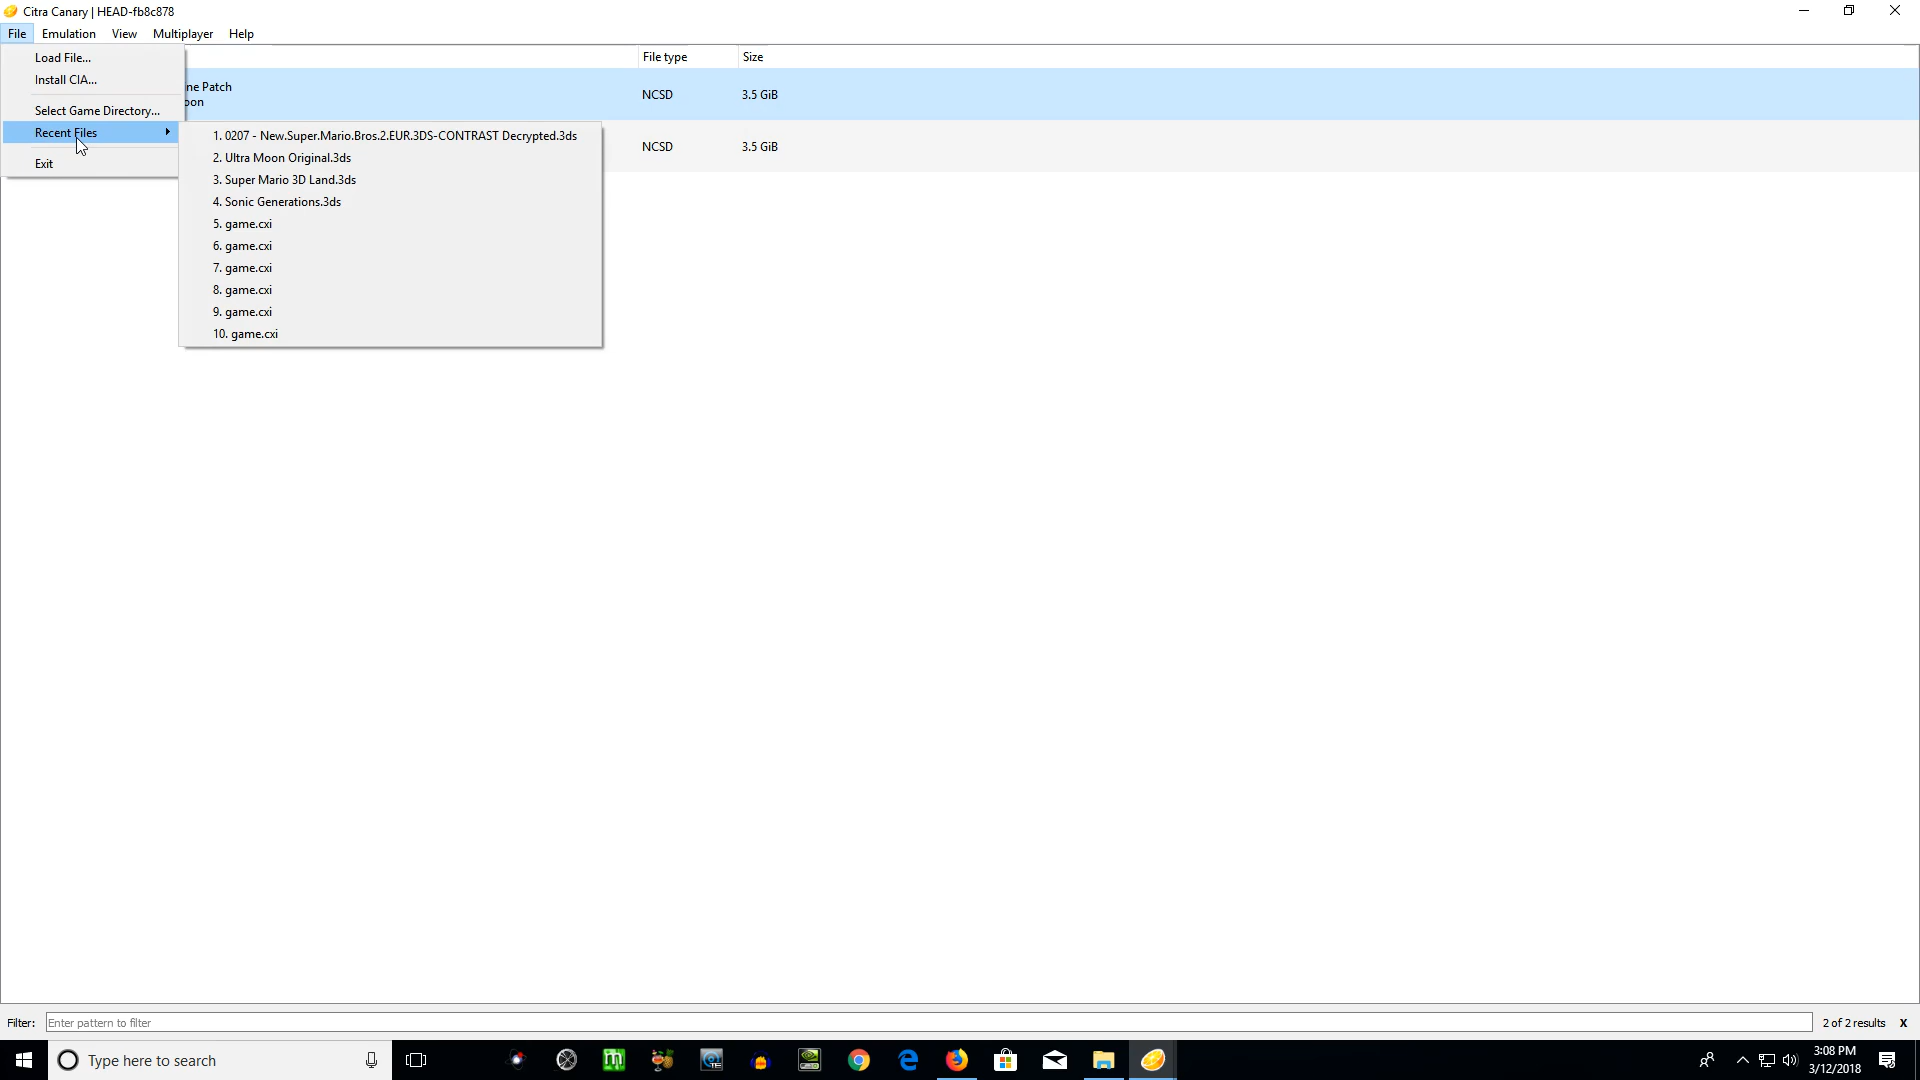 Citra Canary | HEAD-fb8c878
File Emulation View Multiplayer Help
Load File...
Install CIA...
Select Game Directory...
Recent Files
Exit
File type Size
ne Patch
oon
NCSD 3.5 GiB
NCSD 3.5 GiB
1. 0207 - New.Super.Mario.Bros.2.EUR.3DS-CONTRAST Decrypted.3ds
2. Ultra Moon Original.3ds
3. Super Mario 3D Land.3ds
4. Sonic Generations.3ds
5. game.cxi
6. game.cxi
7. game.cxi
8. game.cxi
9. game.cxi
10. game.cxi
Filter: Enter pattern to filter 2 of 2 results X
Type here to search
3:08 PM
3/12/2018